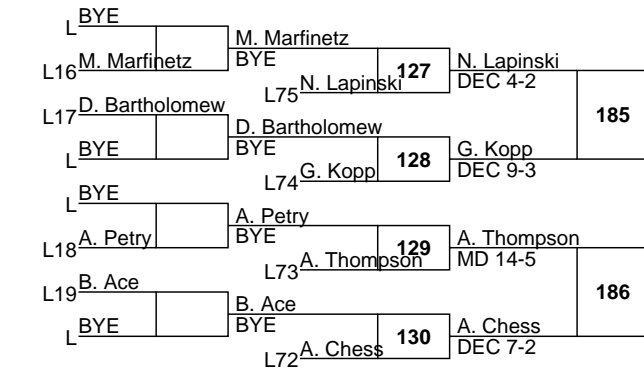 L BYE
M. Marfinetz
L16 M. Marfinetz
BYE
127
N. Lapinski
L75 N. Lapinski
DEC 4-2
L17 D. Bartholomew
185
D. Bartholomew
L BYE
BYE
128
G. Kopp
L74 G. Kopp
DEC 9-3
L BYE
A. Petry
L18 A. Petry
BYE
129
A. Thompson
L73 A. Thompson
MD 14-5
L19 B. Ace
186
B. Ace
L BYE
BYE
130
A. Chess
L72 A. Chess
DEC 7-2